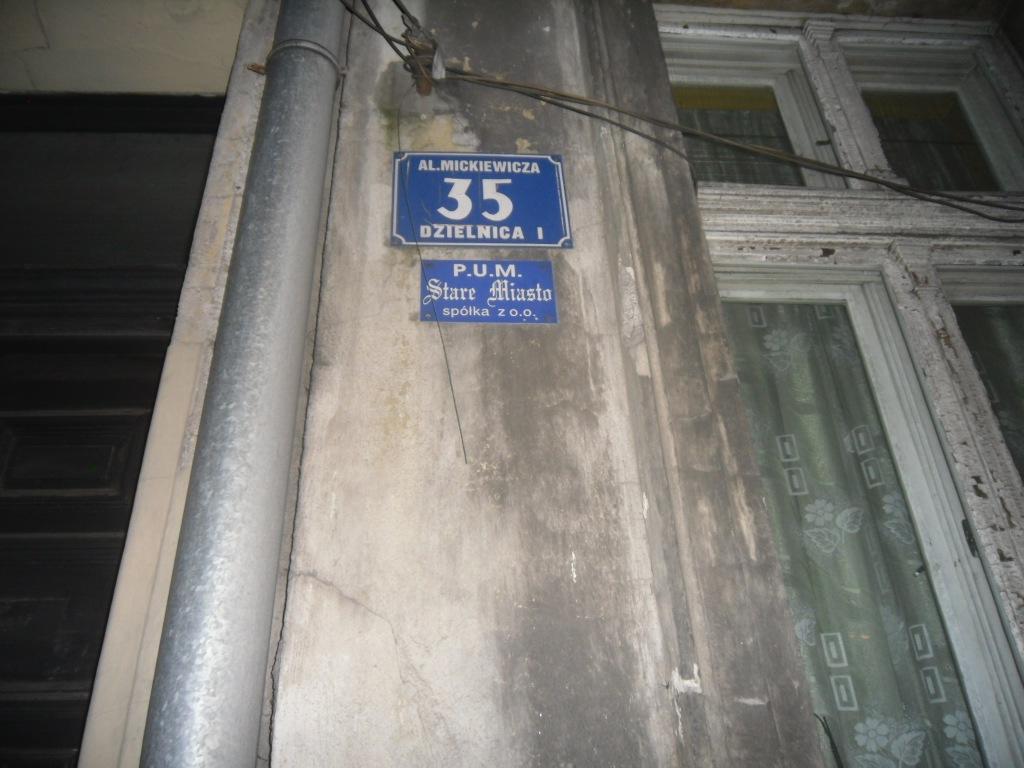 AL.MICKIEWICZA
35
DZIELNICA I
P.U.M.
Stare Miasto
spółka z o.o.